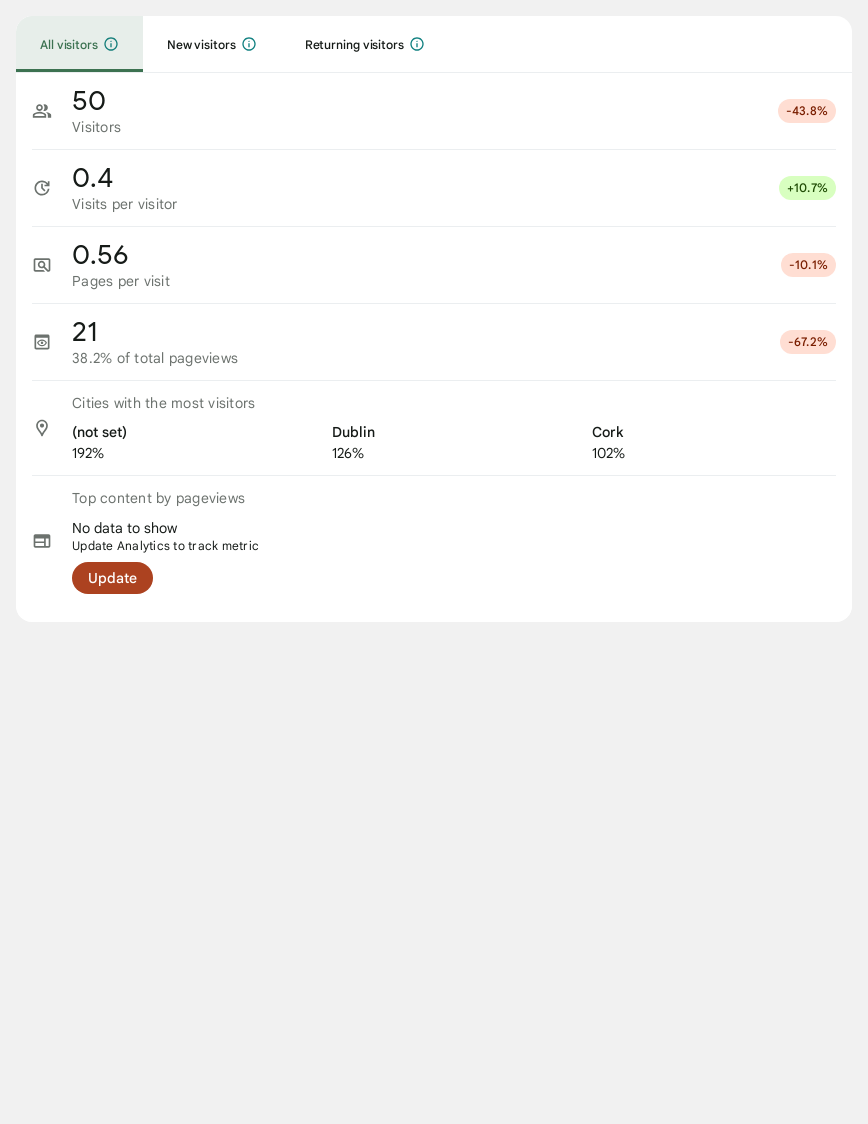 All visitors
New visitors
Returning visitors
50
Visitors
-43.8%
0.4
Visits per visitor
+10.7%
0.56
Pages per visit
-10.1%
21
38.2% of total pageviews
-67.2%
Cities with the most visitors
(not set) Dublin Cork
192% 126% 102%
Top content by pageviews
No data to show
Update Analytics to track metric
Update